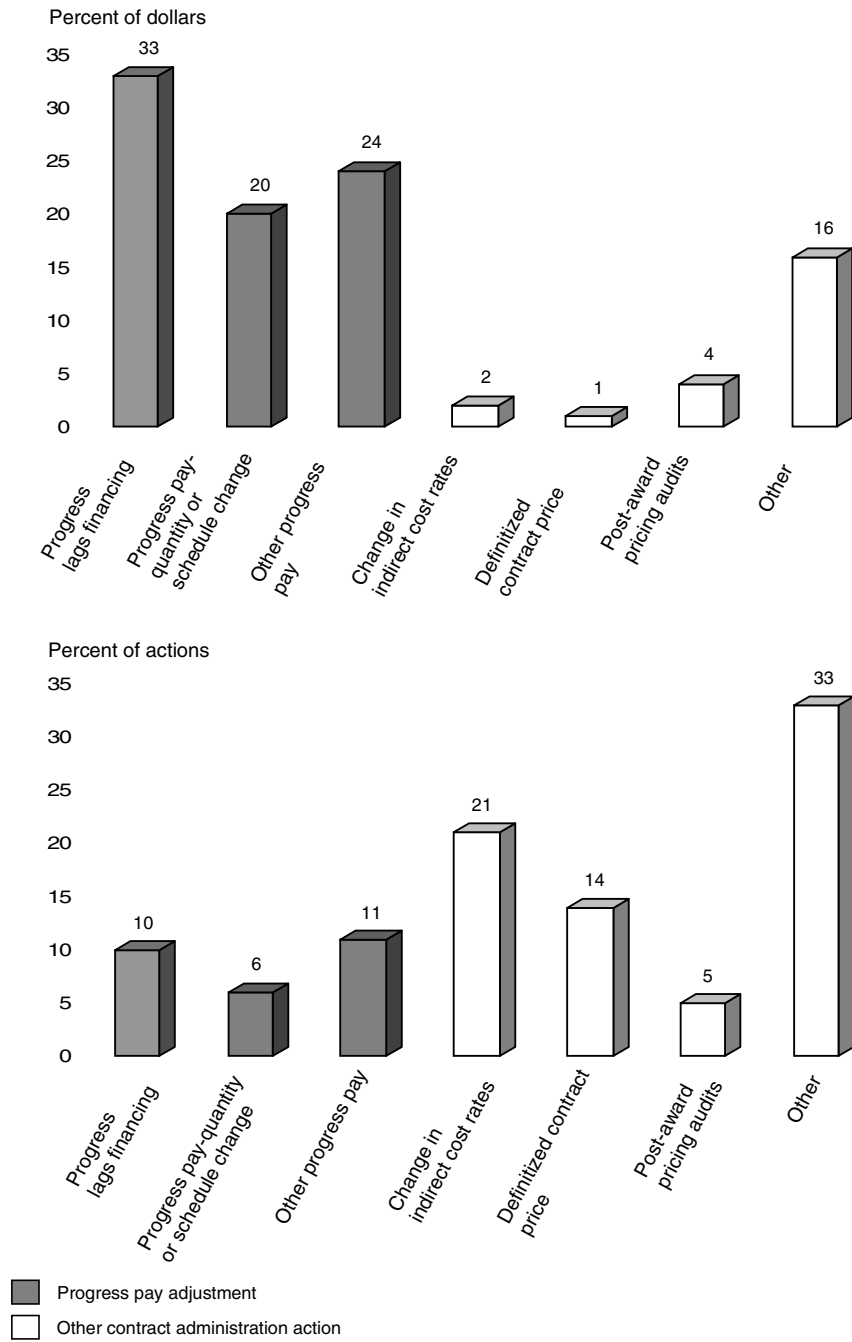 Percent of dollars
35
30
25
20
15
10
5
0
33
20
24
2
1
4
16
Progress
lags financing
Progress pay-
quantity or
schedule change
Other progress
pay
Change in
indirect cost rates
Definitized
contract price
Post-award
pricing audits
Other
Percent of actions
35
30
25
20
15
10
5
0
10
6
11
21
14
5
33
Progress
lags financing
Progress pay-quantity
or schedule change
Other progress pay
Change in
indirect cost rates
Definitized contract
price
Post-award
pricing audits
Other
Progress pay adjustment
Other contract administration action